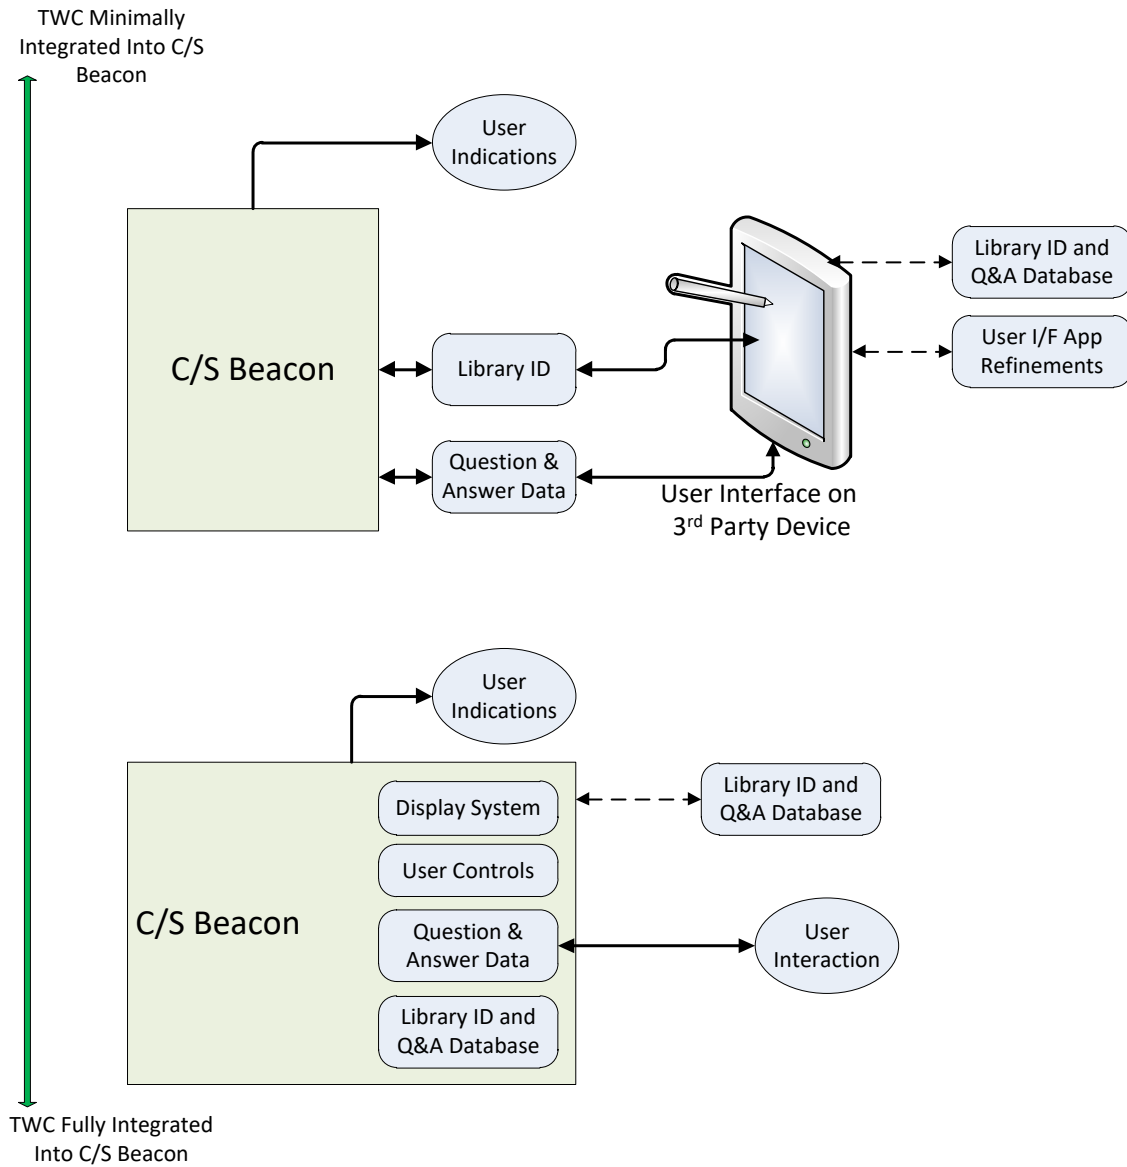 TWC Minimally
Integrated Into C/S
Beacon
User
Indications
C/S Beacon
Library ID
Question &
Answer Data
User Interface on
3rd Party Device
Library ID and
Q&A Database
User I/F App
Refinements
User
Indications
C/S Beacon
Display System
User Controls
Question &
Answer Data
Library ID and
Q&A Database
Library ID and
Q&A Database
User
Interaction
TWC Fully Integrated
Into C/S Beacon